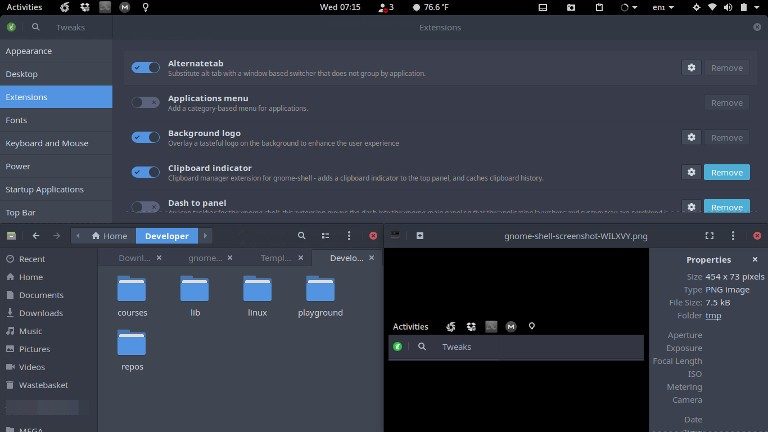 Activities
Wed 07:15
3
76.6 °F
en1
Tweaks
Extensions
Appearance
Desktop
Extensions
Fonts
Keyboard and Mouse
Power
Startup Applications
Top Bar
Alternatetab
Substitute alt tab with a window based switcher that does not group by application.
Remove
Applications menu
Add a category-based menu for applications.
Remove
Background logo
Overlay a tasteful logo on the background to enhance the user experience
Remove
Clipboard indicator
Clipboard manager extension for gnome-shell - adds a clipboard indicator to the top panel, and caches clipboard history.
Remove
Dash to panel
Remove
Home
Developer
Recent
Home
Documents
Downloads
Music
Pictures
Videos
Wastebasket
MEGA
Downl...
gnome...
Templ...
Develo...
courses
lib
linux
playground
repos
gnome-shell-screenshot-WILXVY.png
Activities
Tweaks
Properties
Size 454 x 73 pixels
Type PNG image
File Size: 7.5 kB
Folder tmp
Aperture
Exposure
Focal Length
ISO
Metering
Camera
Date